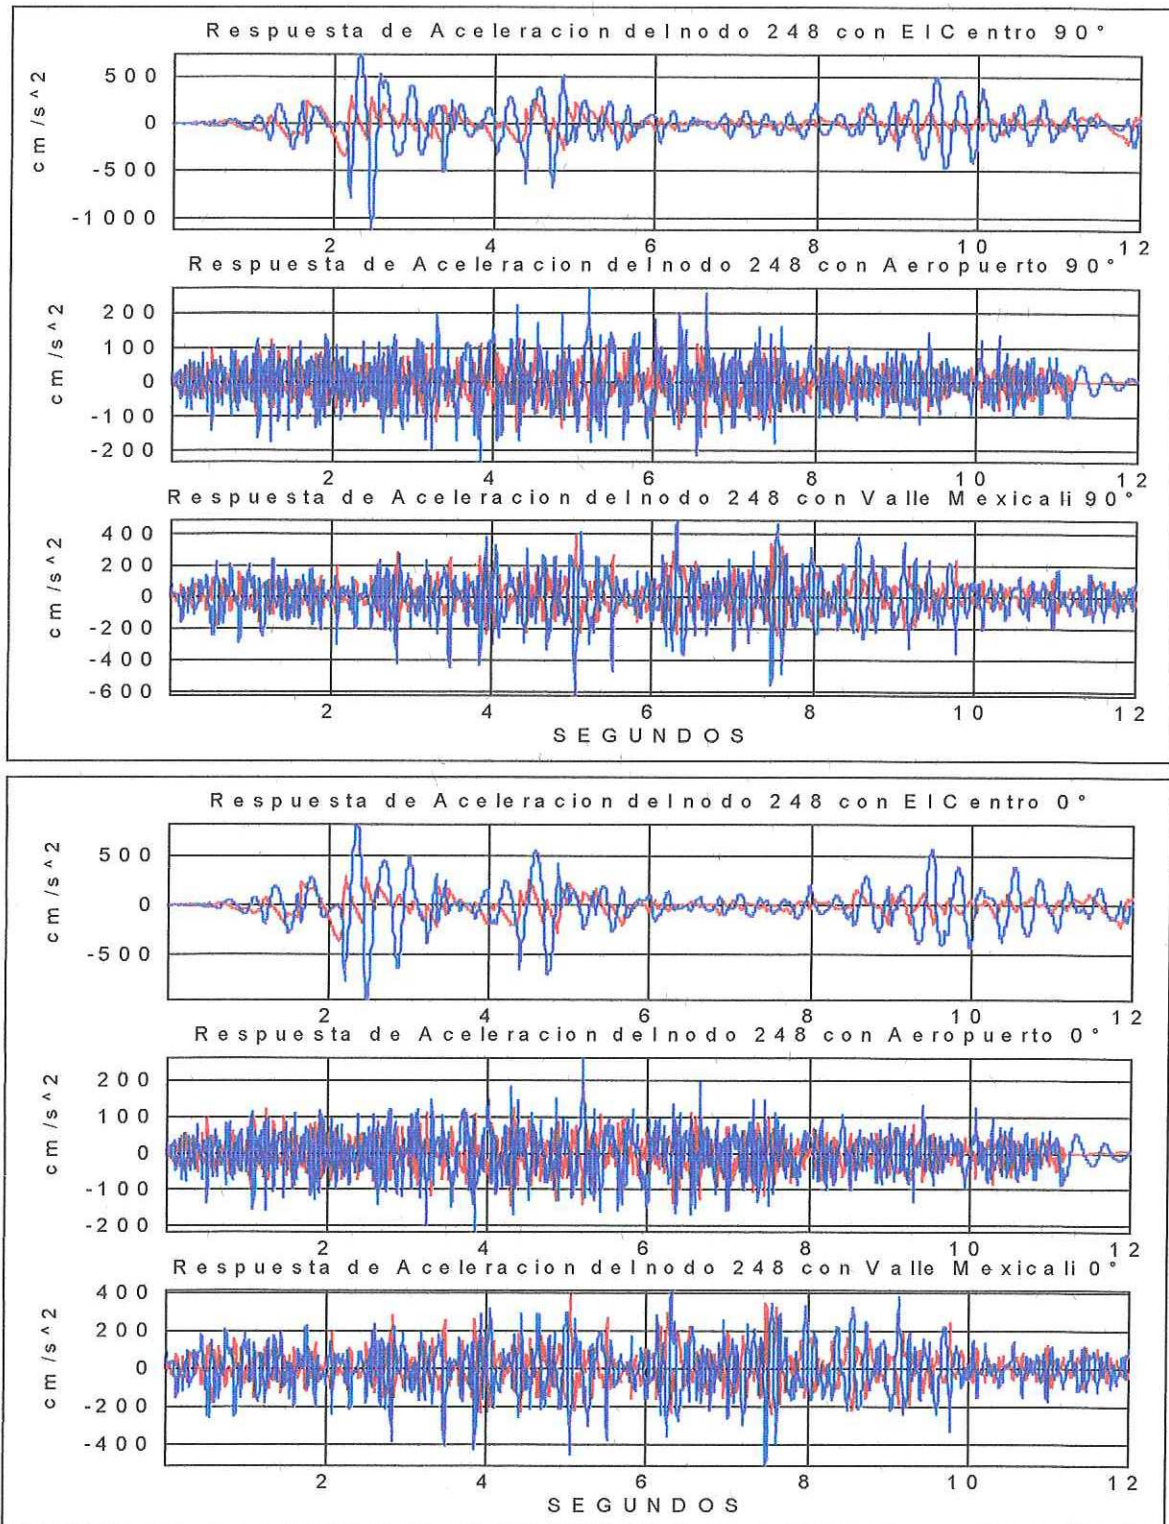 Respuesta de Aceleracion del nodo 248 con El Centro 90°
cm/s^2
500
0
-500
-1000
2 4 6 8 10 12
Respuesta de Aceleracion del nodo 248 con Aeropuerto 90°
cm/s^2
200
100
0
-100
-200
2 4 6 8 10 12
Respuesta de Aceleracion del nodo 248 con Valle Mexicali 90°
cm/s^2
400
200
0
-200
-400
-600
2 4 6 8 10 12
SEGUNDOS
Respuesta de Aceleracion del nodo 248 con El Centro 0°
cm/s^2
500
0
-500
2 4 6 8 10 12
Respuesta de Aceleracion del nodo 248 con Aeropuerto 0°
cm/s^2
200
100
0
-100
-200
2 4 6 8 10 12
Respuesta de Aceleracion del nodo 248 con Valle Mexicali 0°
cm/s^2
400
200
0
-200
-400
2 4 6 8 10 12
SEGUNDOS